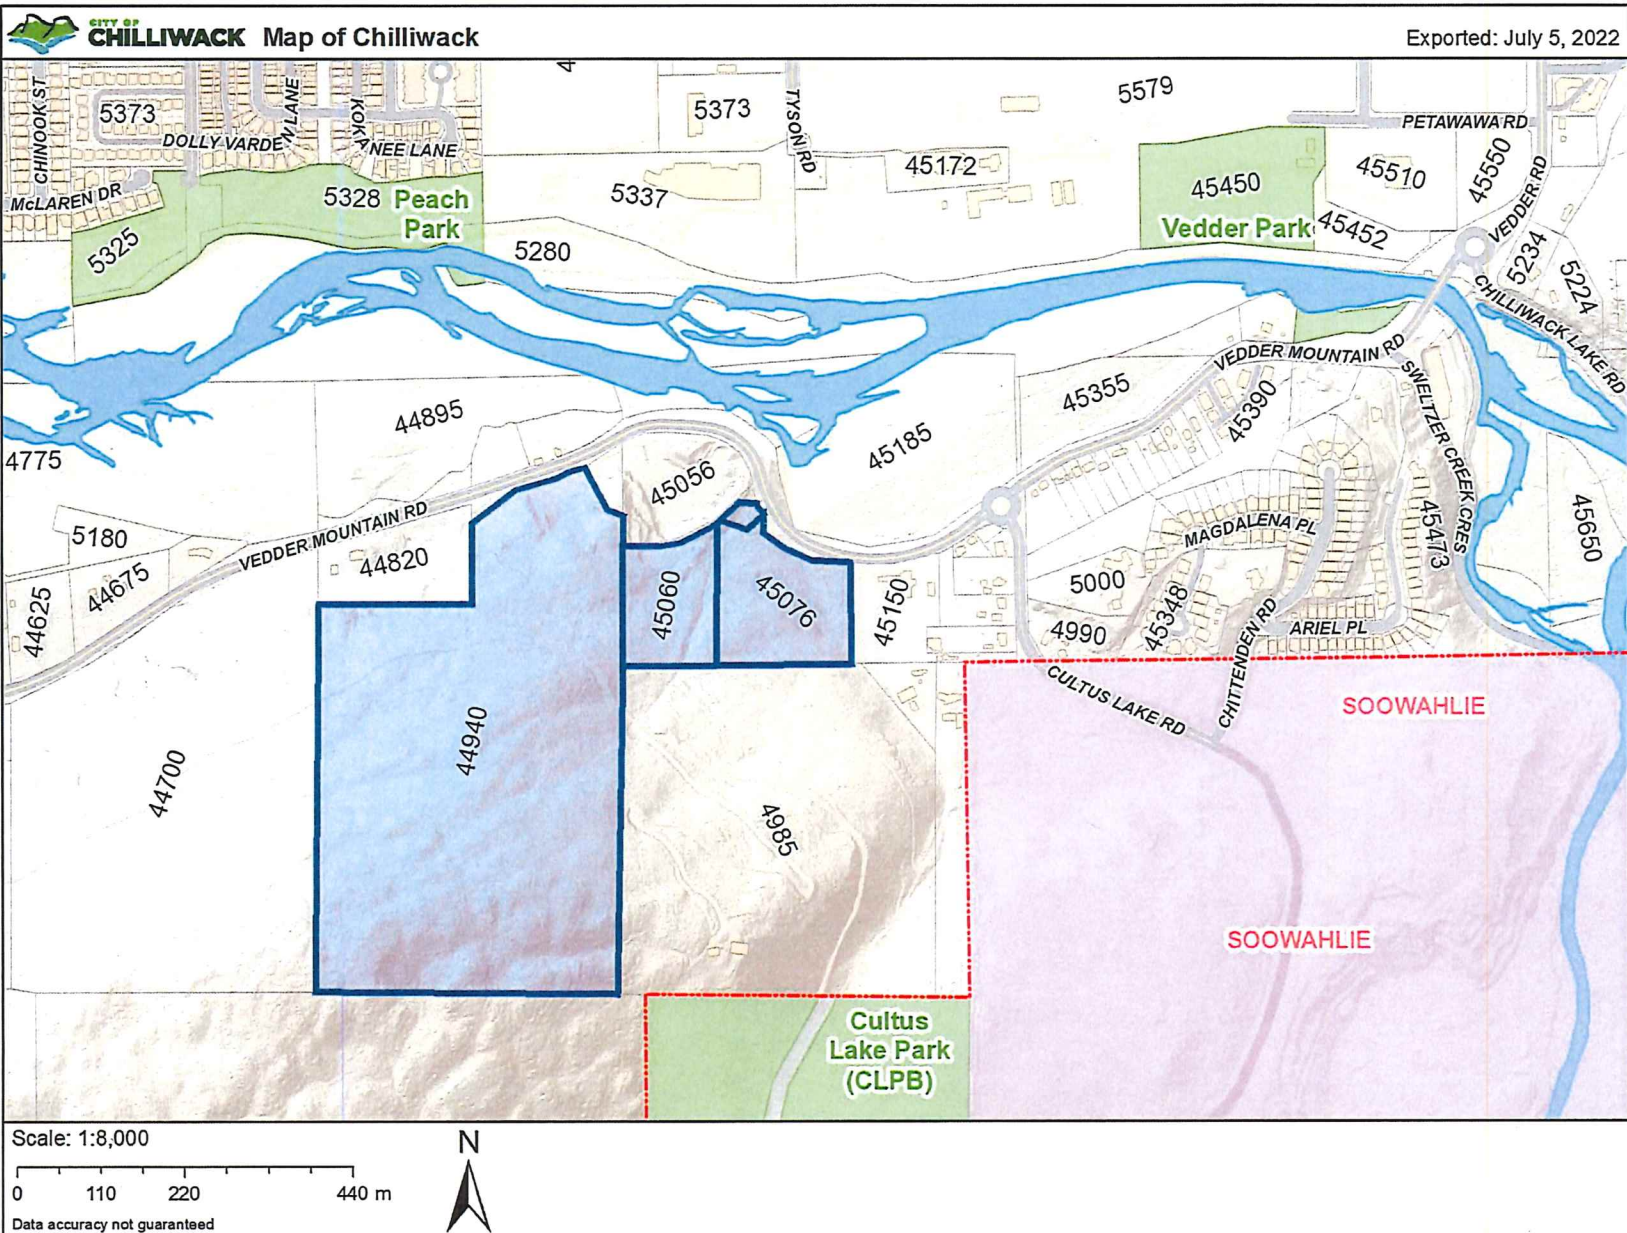 CITY OF
CHILLIWACK Map of Chilliwack
Exported: July 5, 2022
4
CHINOOK ST
5373
DOLLY VARDEN LANE
KOKANEE LANE
McLAREN DR
5373
TYSON RD
5579
PETAWAWA RD
45172
5337
5328
Peach
Park
5325
5280
45450
Vedder Park
45510
45550
VEDDER RD
45452
5234
5224
CHILLIWACK LAKE RD
VEDDER MOUNTAIN RD
45355
45390
SWELTZER CREEK CRES
44895
45185
4775
45056
5180
VEDDER MOUNTAIN RD
44820
44675
44625
45060
45076
45150
MAGDALENA PL
45473
45650
5000
45348
4990
CHITTENDEN RD
ARIEL PL
CULTUS LAKE RD
SOOWAHLIE
44940
44700
4985
SOOWAHLIE
Cultus
Lake Park
(CLPB)
Scale: 1:8,000
0 110 220 440 m
N
Data accuracy not guaranteed